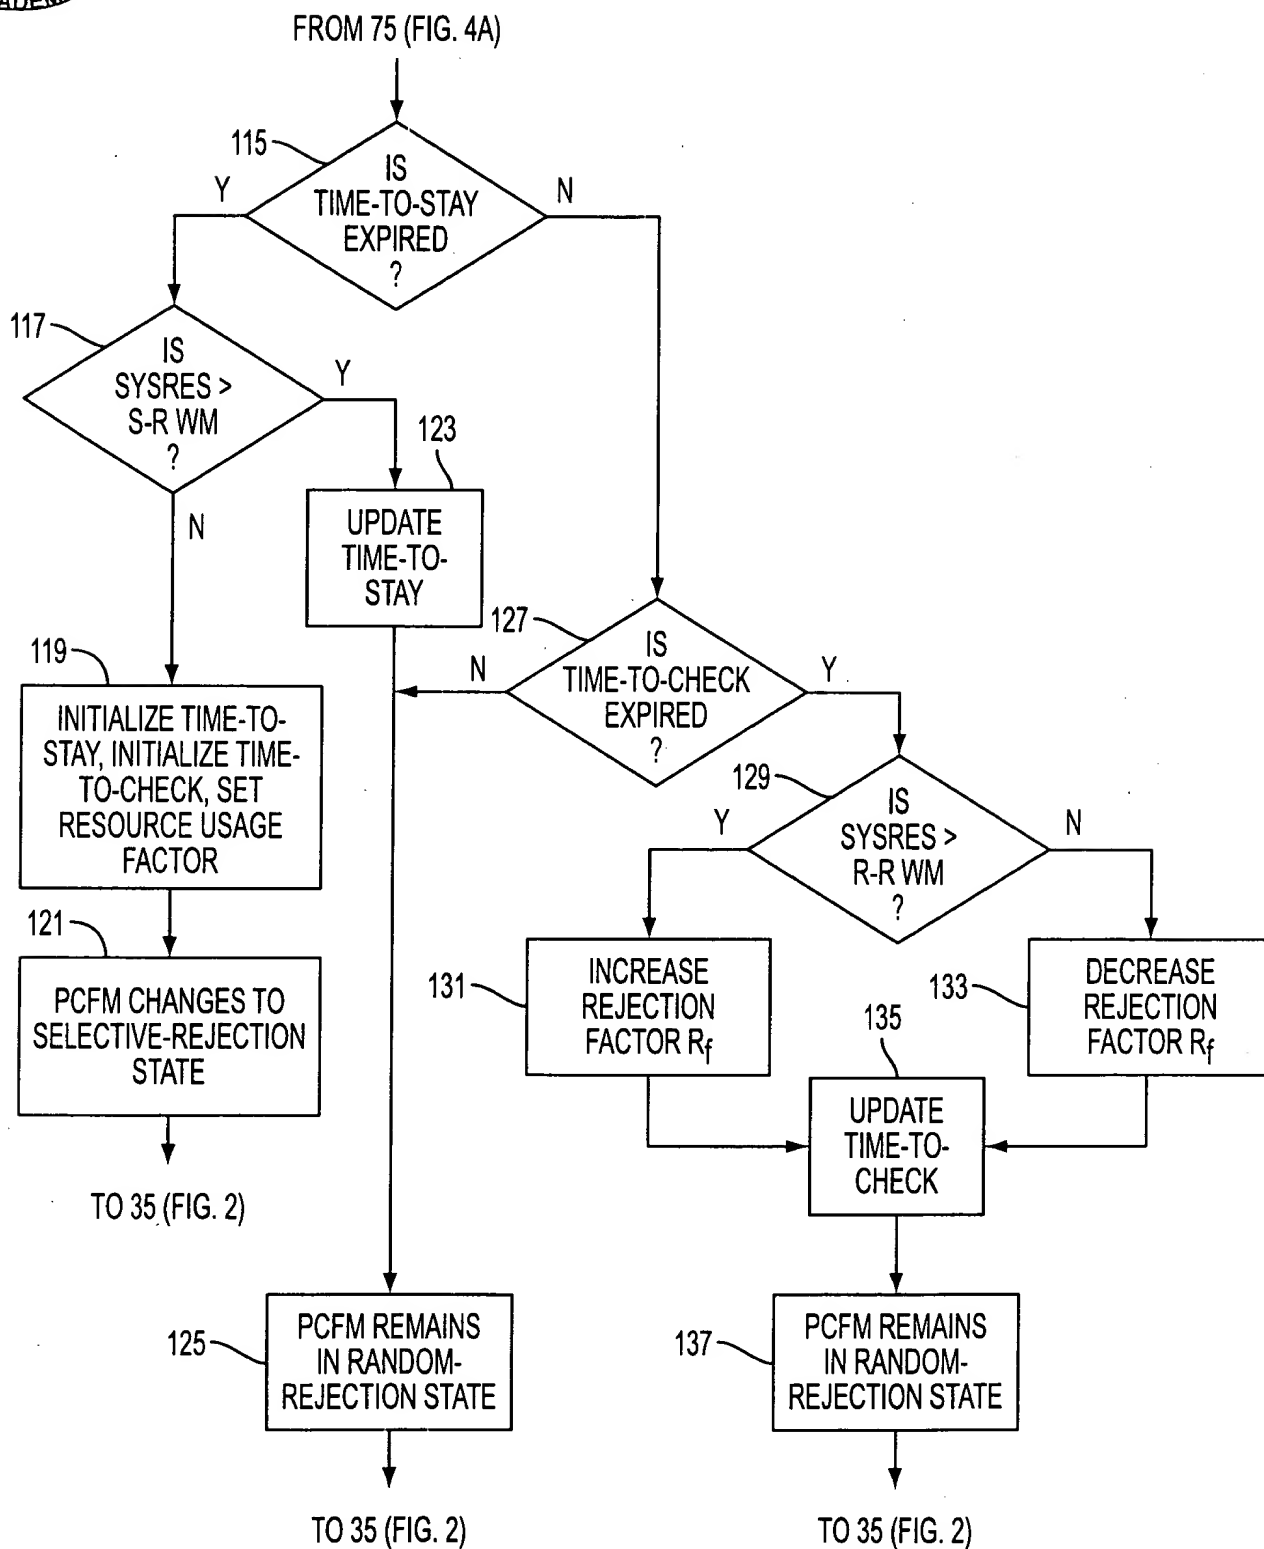 FROM 75 (FIG. 4A)
115
IS
TIME-TO-STAY
EXPIRED
?
Y
N
117
IS
SYSRES >
S-R WM
?
Y
N
123
UPDATE
TIME-TO-
STAY
127
IS
TIME-TO-CHECK
EXPIRED
?
N
Y
119
INITIALIZE TIME-TO-
STAY, INITIALIZE TIME-
TO-CHECK, SET
RESOURCE USAGE
FACTOR
129
IS
SYSRES >
R-R WM
?
Y
N
121
PCFM CHANGES TO
SELECTIVE-REJECTION
STATE
TO 35 (FIG. 2)
131
INCREASE
REJECTION
FACTOR Rf
133
DECREASE
REJECTION
FACTOR Rf
135
UPDATE
TIME-TO-
CHECK
125
PCFM REMAINS
IN RANDOM-
REJECTION STATE
TO 35 (FIG. 2)
137
PCFM REMAINS
IN RANDOM-
REJECTION STATE
TO 35 (FIG. 2)